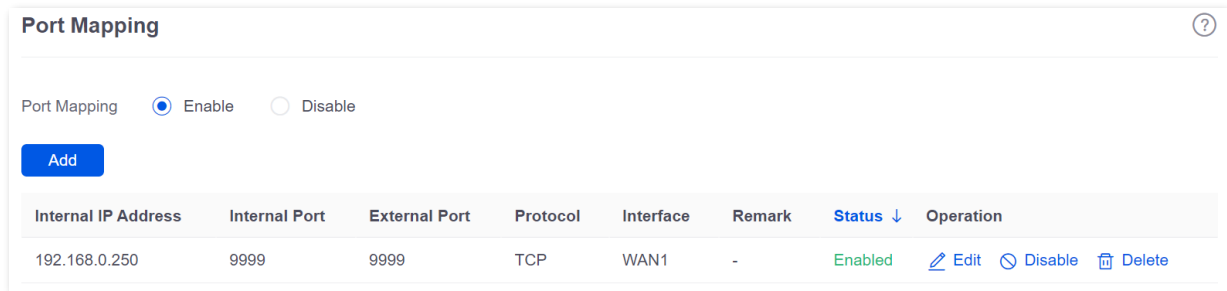 Port Mapping
?
Port Mapping Enable Disable
Add
Internal IP Address Internal Port External Port Protocol Interface Remark Status ↓ Operation
192.168.0.250 9999 9999 TCP WAN1 - Enabled Edit Disable Delete